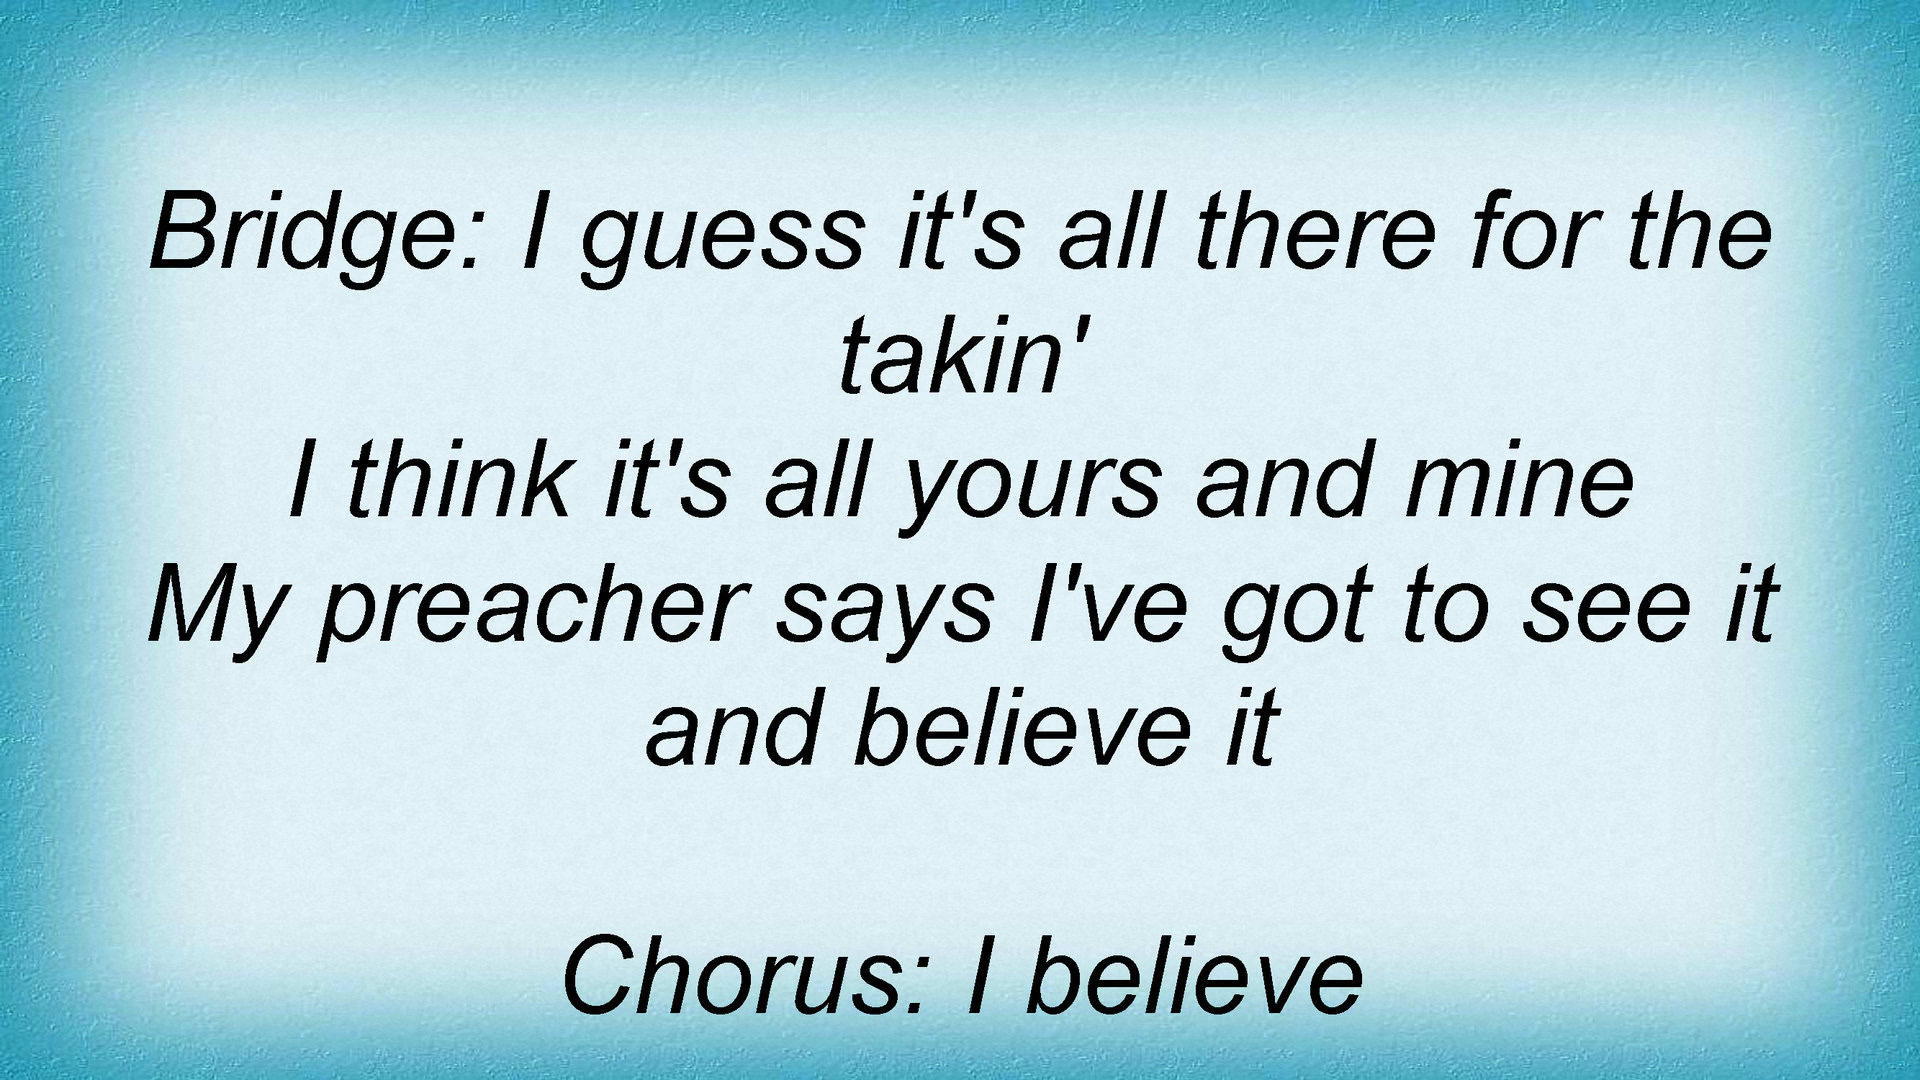 Bridge: I guess it's all there for the
takin'
I think it's all yours and mine
My preacher says I've got to see it
and believe it
Chorus: I believe